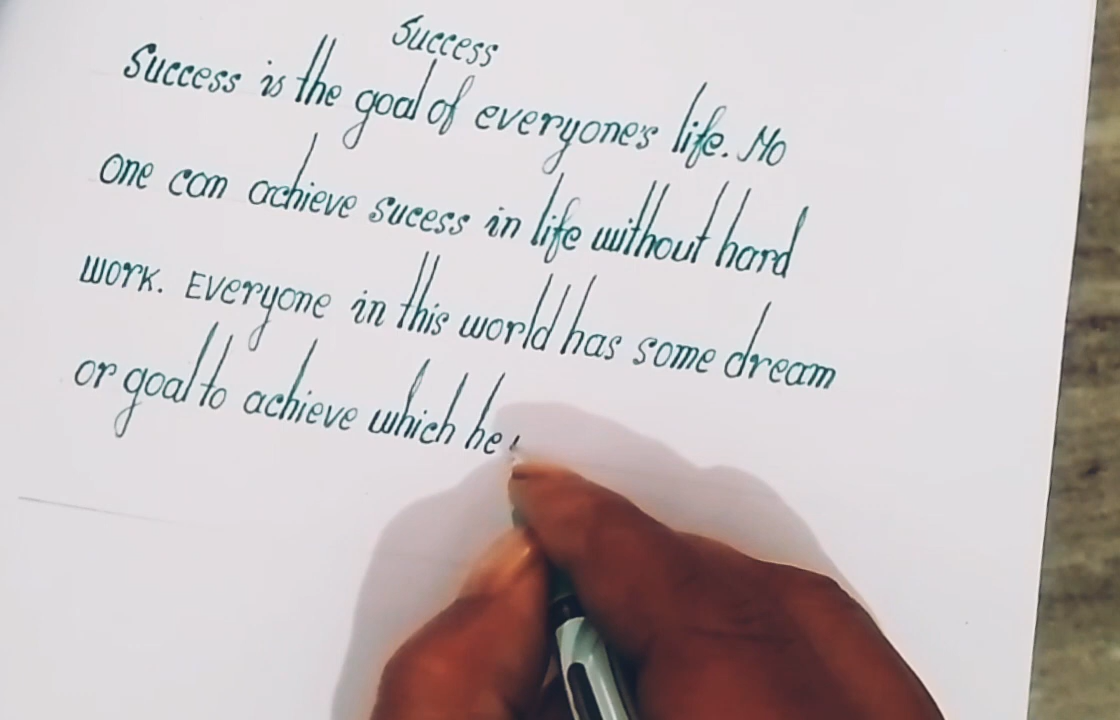 Success
Success is the goal of everyone's life. No
one can achieve sucess in life without hard
work. Everyone in this world has some dream
or goal to achieve which he